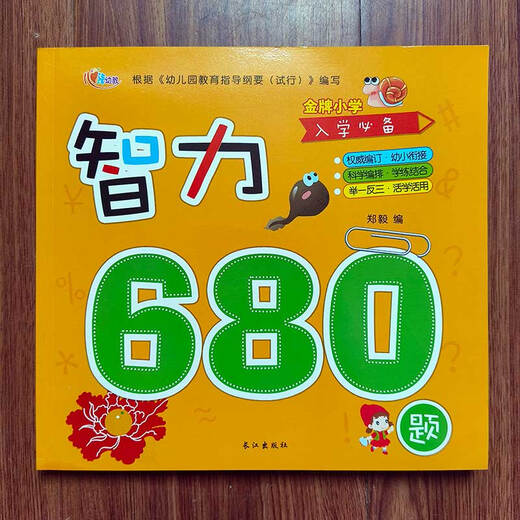 幼教
根据《幼儿园教育指导纲要（试行）》编写
金牌小学
入学必备
智力
权威编订·幼小衔接
科学编排·学练结合
举一反三·活学活用
郑毅 编
680
题
长江出版社